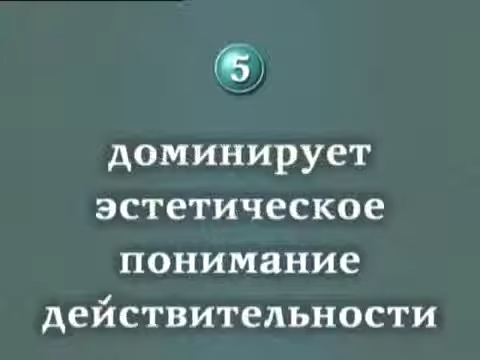 5
доминирует
эстетическое
понимание
действительности